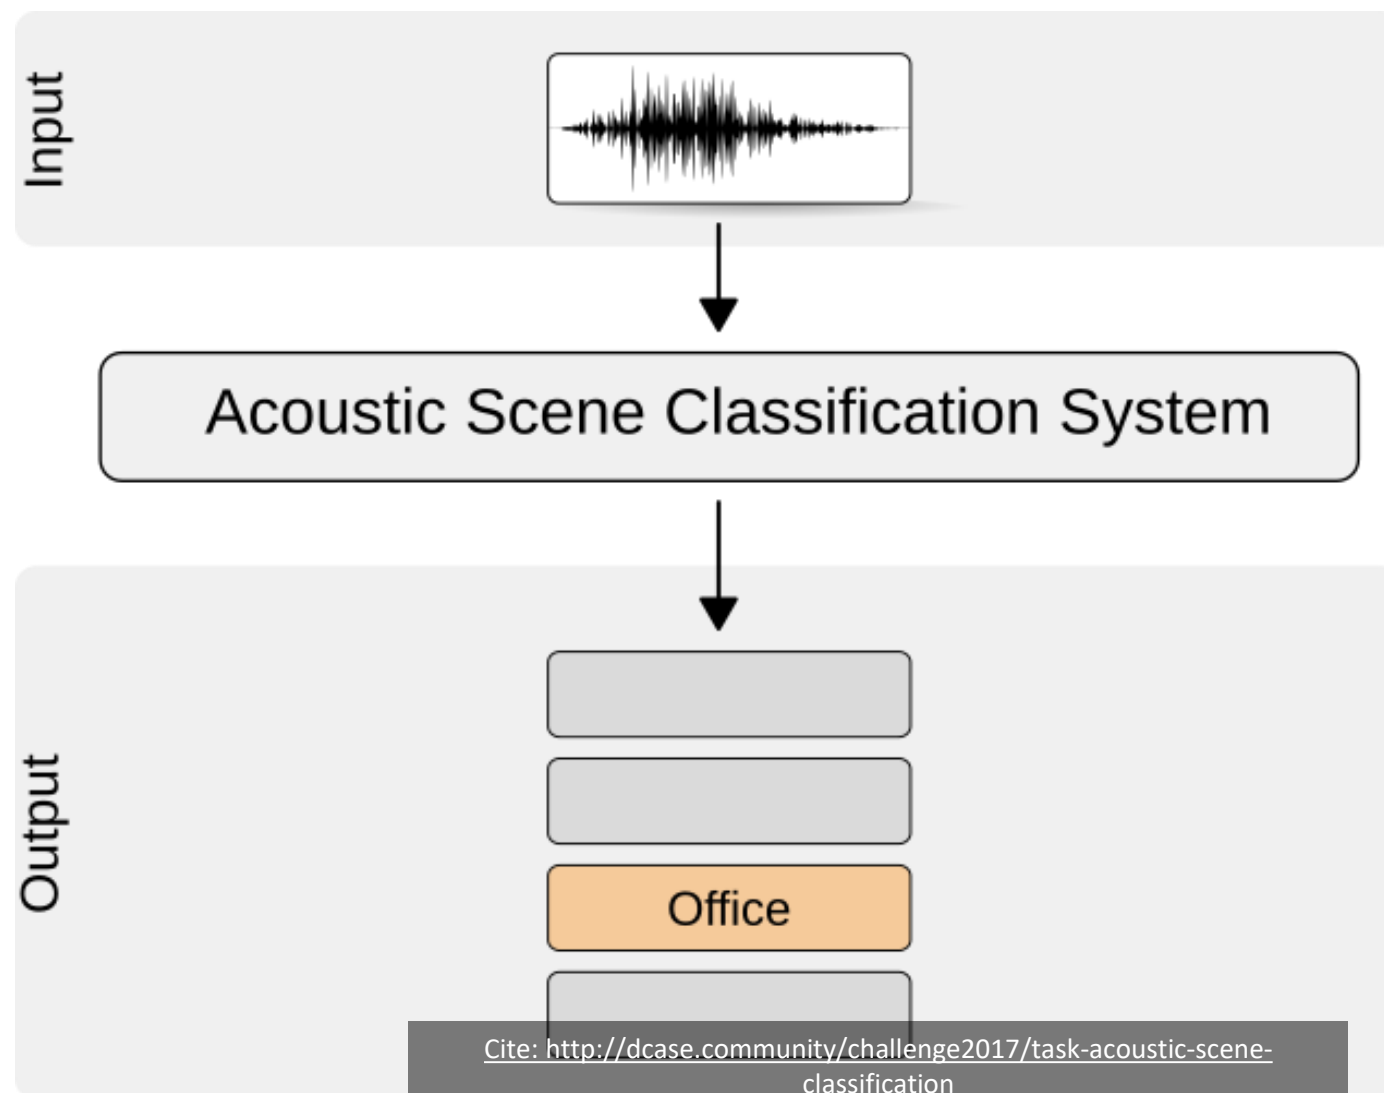 Input
Acoustic Scene Classification System
Output
Office
Cite: http://dcase.community/challenge2017/task-acoustic-scene-
classification